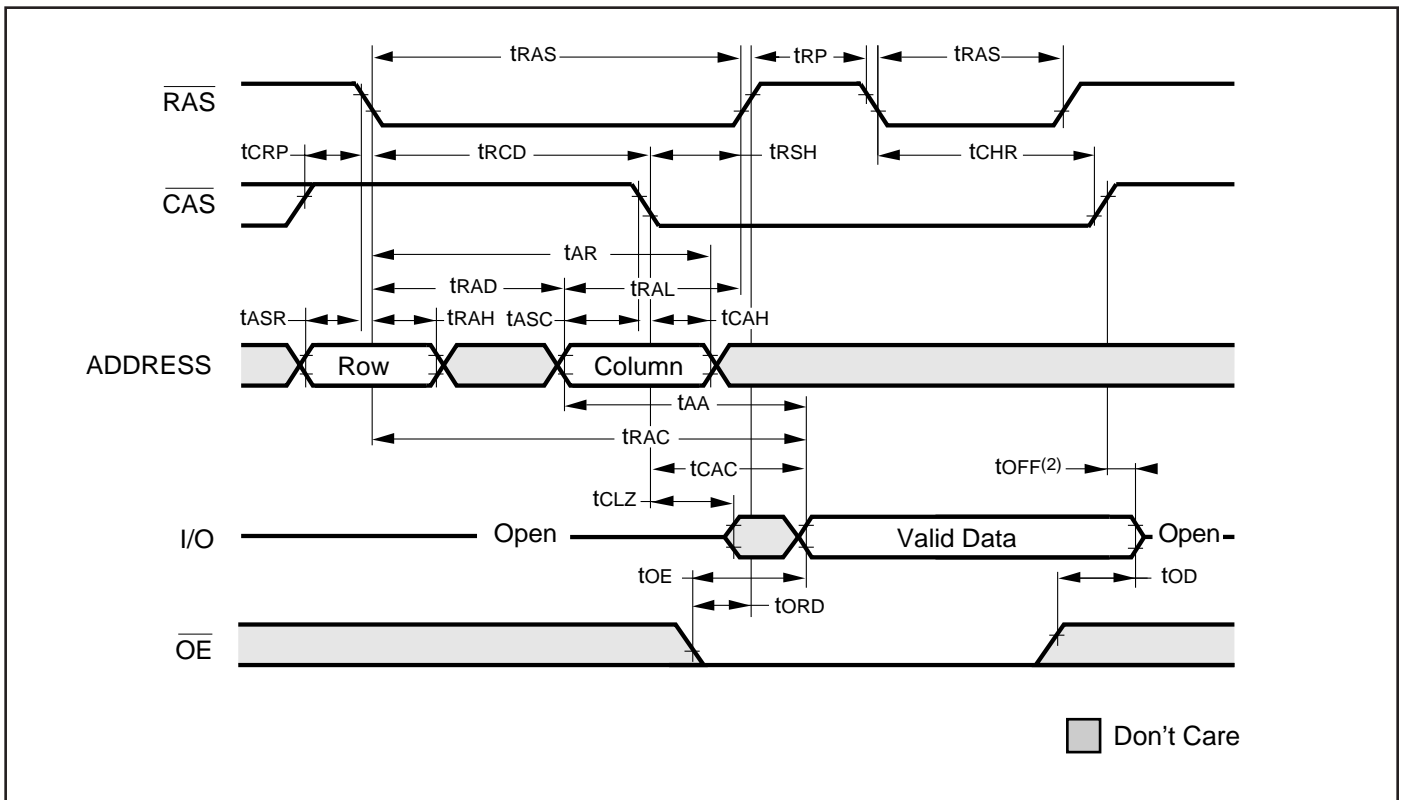 tRAS tRP tRAS
RAS
tCRP tRCD tRSH tCHR
CAS
tAR
tRAD tRAL
tASR tRAH tASC tCAH
ADDRESS Row Column
tAA
tRAC
tCAC tOFF(2)
tCLZ
I/O Open Valid Data Open
tOE tOD
tORD
OE
Don't Care